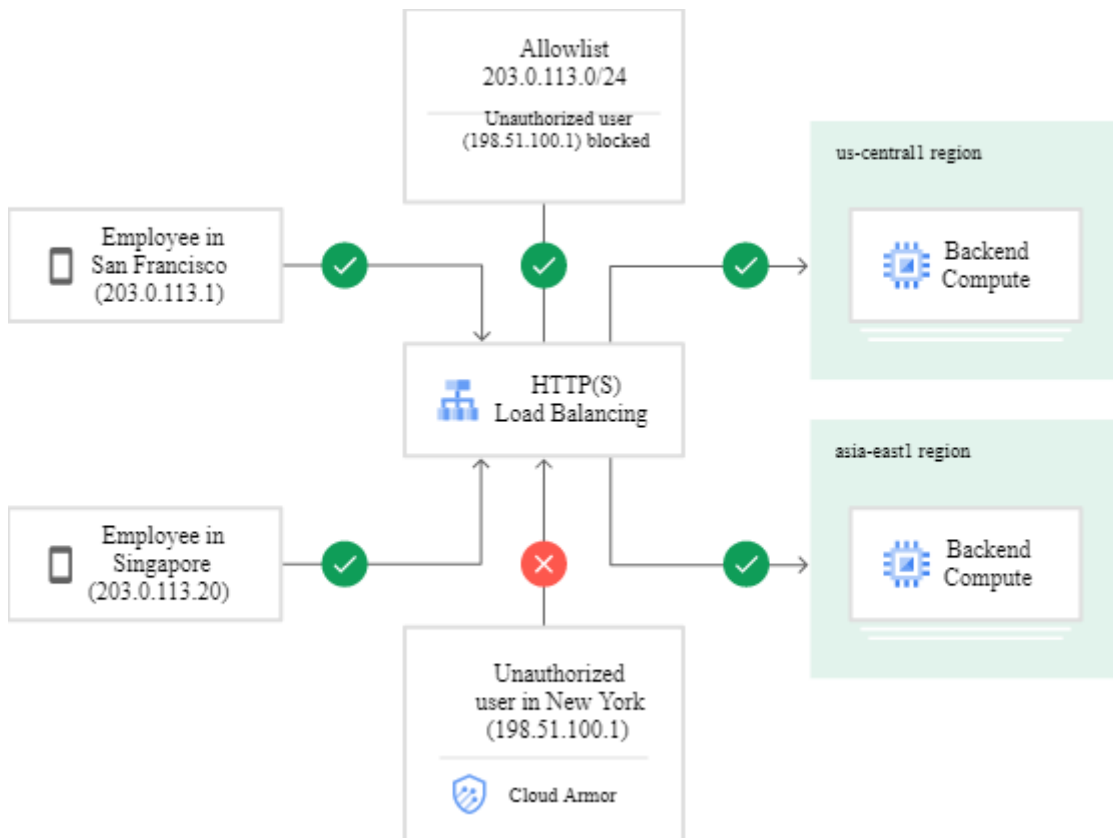 Allowlist
203.0.113.0/24
Unauthorized user
(198.51.100.1) blocked
us-central1 region
Employee in
San Francisco
(203.0.113.1)
Backend
Compute
HTTP(S)
Load Balancing
asia-east1 region
Employee in
Singapore
(203.0.113.20)
Backend
Compute
Unauthorized
user in New York
(198.51.100.1)
Cloud Armor